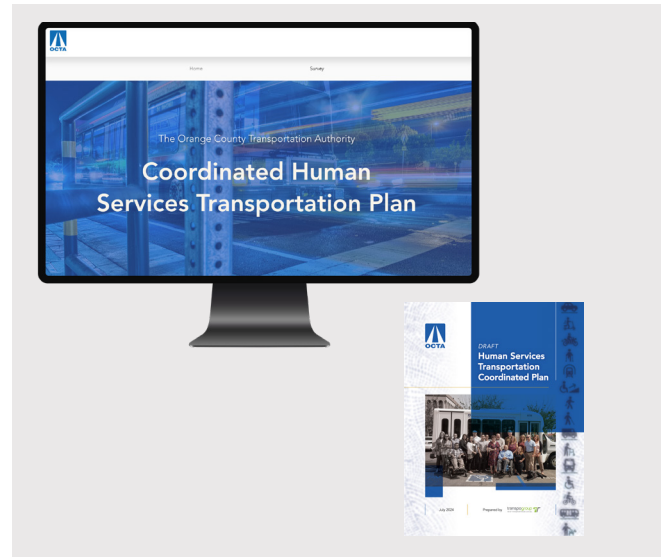 OCTA
Home
Survey
The Orange County Transportation Authority
Coordinated Human
Services Transportation Plan
OCTA
DRAFT
Human Services
Transportation
Coordinated Plan
July 2024
Prepared by